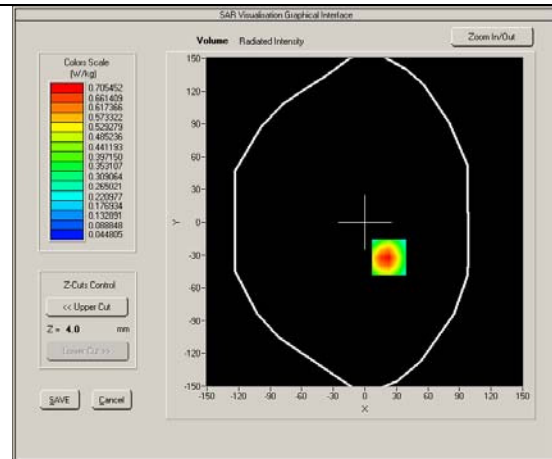 SAR Visualisation Graphical Interface
Volume Radiated Intensity
Zoom In/Out
Colors Scale
(W/kg)
0.705452
0.661409
0.617366
0.573322
0.529279
0.485236
0.441193
0.397150
0.353107
0.309064
0.265021
0.220977
0.176934
0.132891
0.088848
0.044805
Z-Cuts Control
<< Upper Cut
Z = 4.0 mm
Lower Cut >>
SAVE Cancel
150
120
90
60
30
0
-30
-60
-90
-120
-150
Y
-150 -120 -90 -60 -30 0 30 60 90 120 150
X